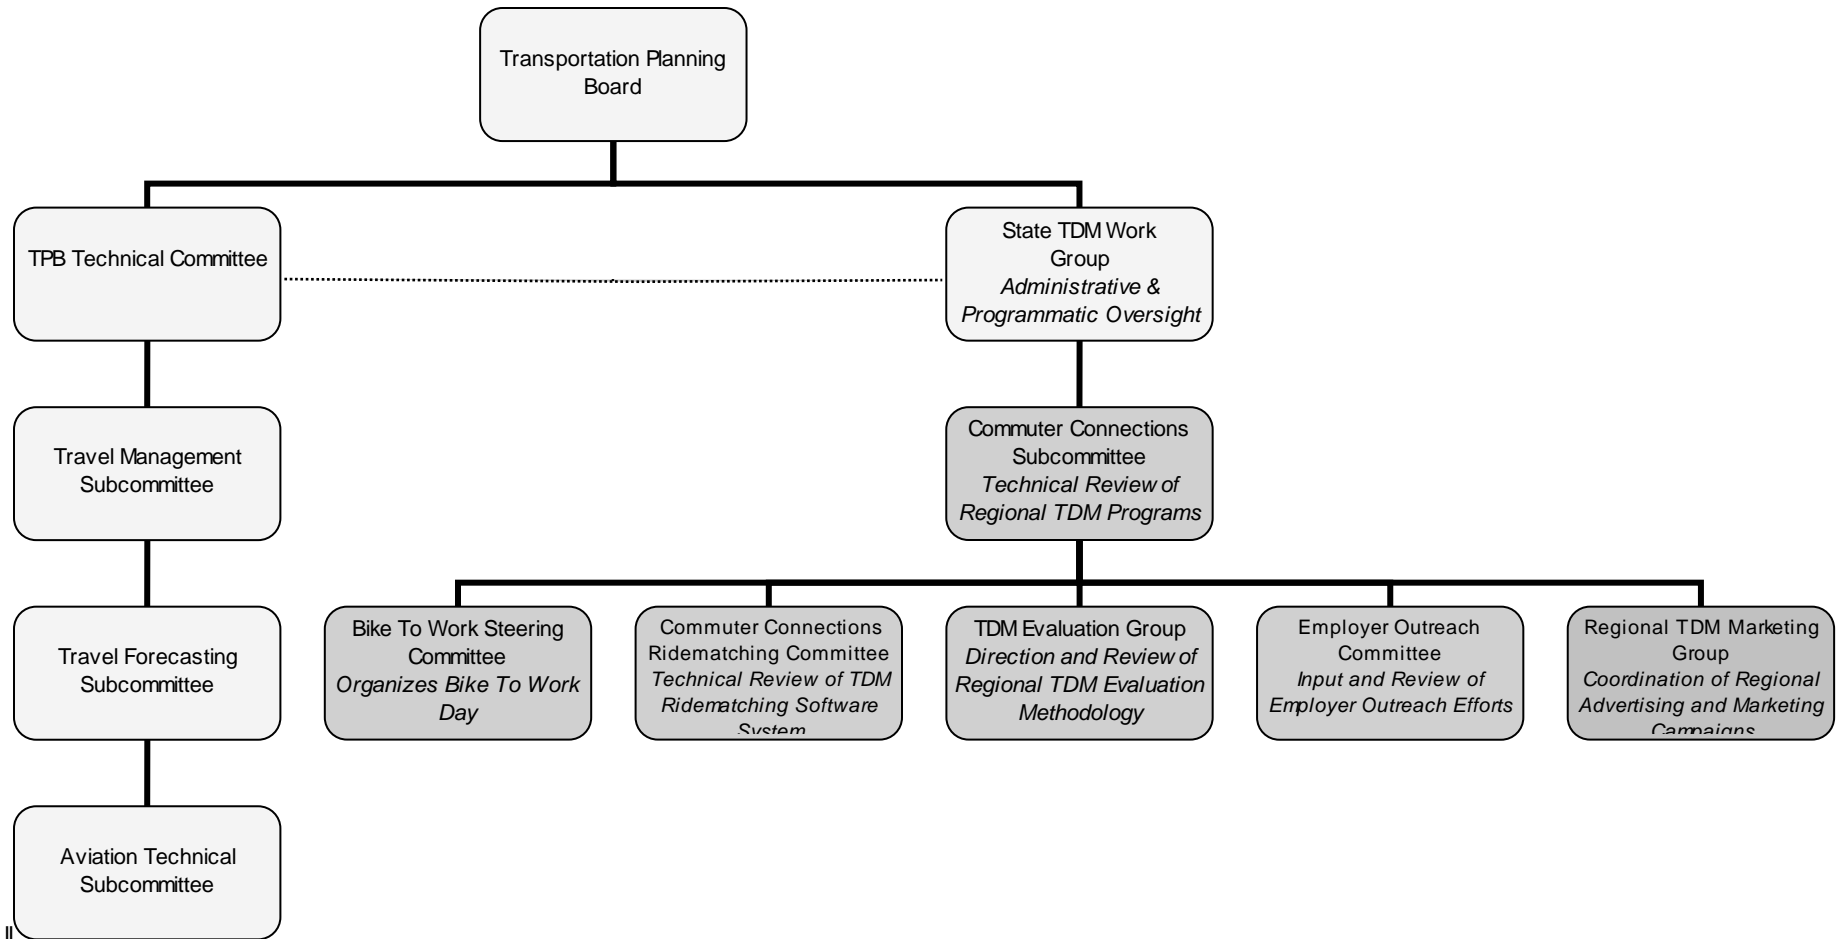 Transportation Planning
Board
TPB Technical Committee
State TDM Work
Group
Administrative &
Programmatic Oversight
Travel Management
Subcommittee
Commuter Connections
Subcommittee
Technical Review of
Regional TDM Programs
Travel Forecasting
Subcommittee
Bike To Work Steering
Committee
Organizes Bike To Work
Day
Commuter Connections
Ridematching Committee
Technical Review of TDM
Ridematching Software
System
TDM Evaluation Group
Direction and Review of
Regional TDM Evaluation
Methodology
Employer Outreach
Committee
Input and Review of
Employer Outreach Efforts
Regional TDM Marketing
Group
Coordination of Regional
Advertising and Marketing
Campaigns
Aviation Technical
Subcommittee
II